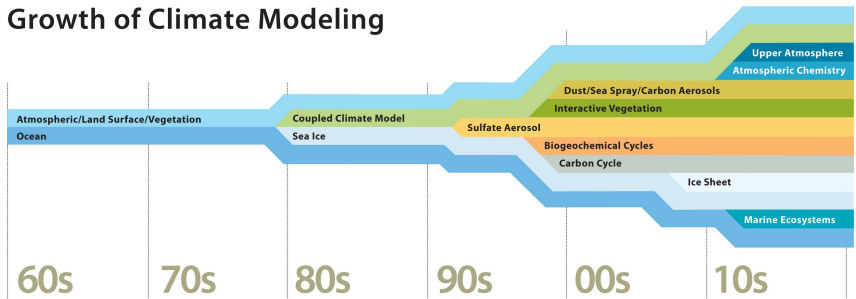 Growth of Climate Modeling
Upper Atmosphere
Atmospheric Chemistry
Dust/Sea Spray/Carbon Aerosols
Interactive Vegetation
Atmospheric/Land Surface/Vegetation
Coupled Climate Model
Sulfate Aerosol
Ocean
Sea Ice
Biogeochemical Cycles
Carbon Cycle
Ice Sheet
Marine Ecosystems
60s 70s 80s 90s 00s 10s